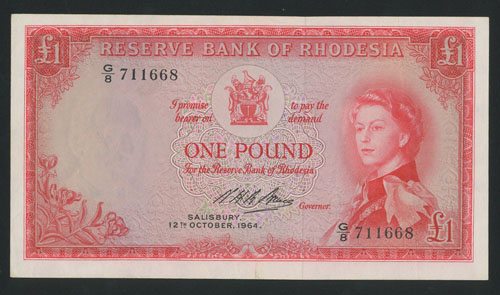 £1 RESERVE BANK OF RHODESIA £1
G/8 711668
I promise to pay the
bearer on demand
ONE POUND
For the Reserve Bank of Rhodesia
Governor.
SALISBURY.
12TH OCTOBER, 1964.
G/8 711668
£1